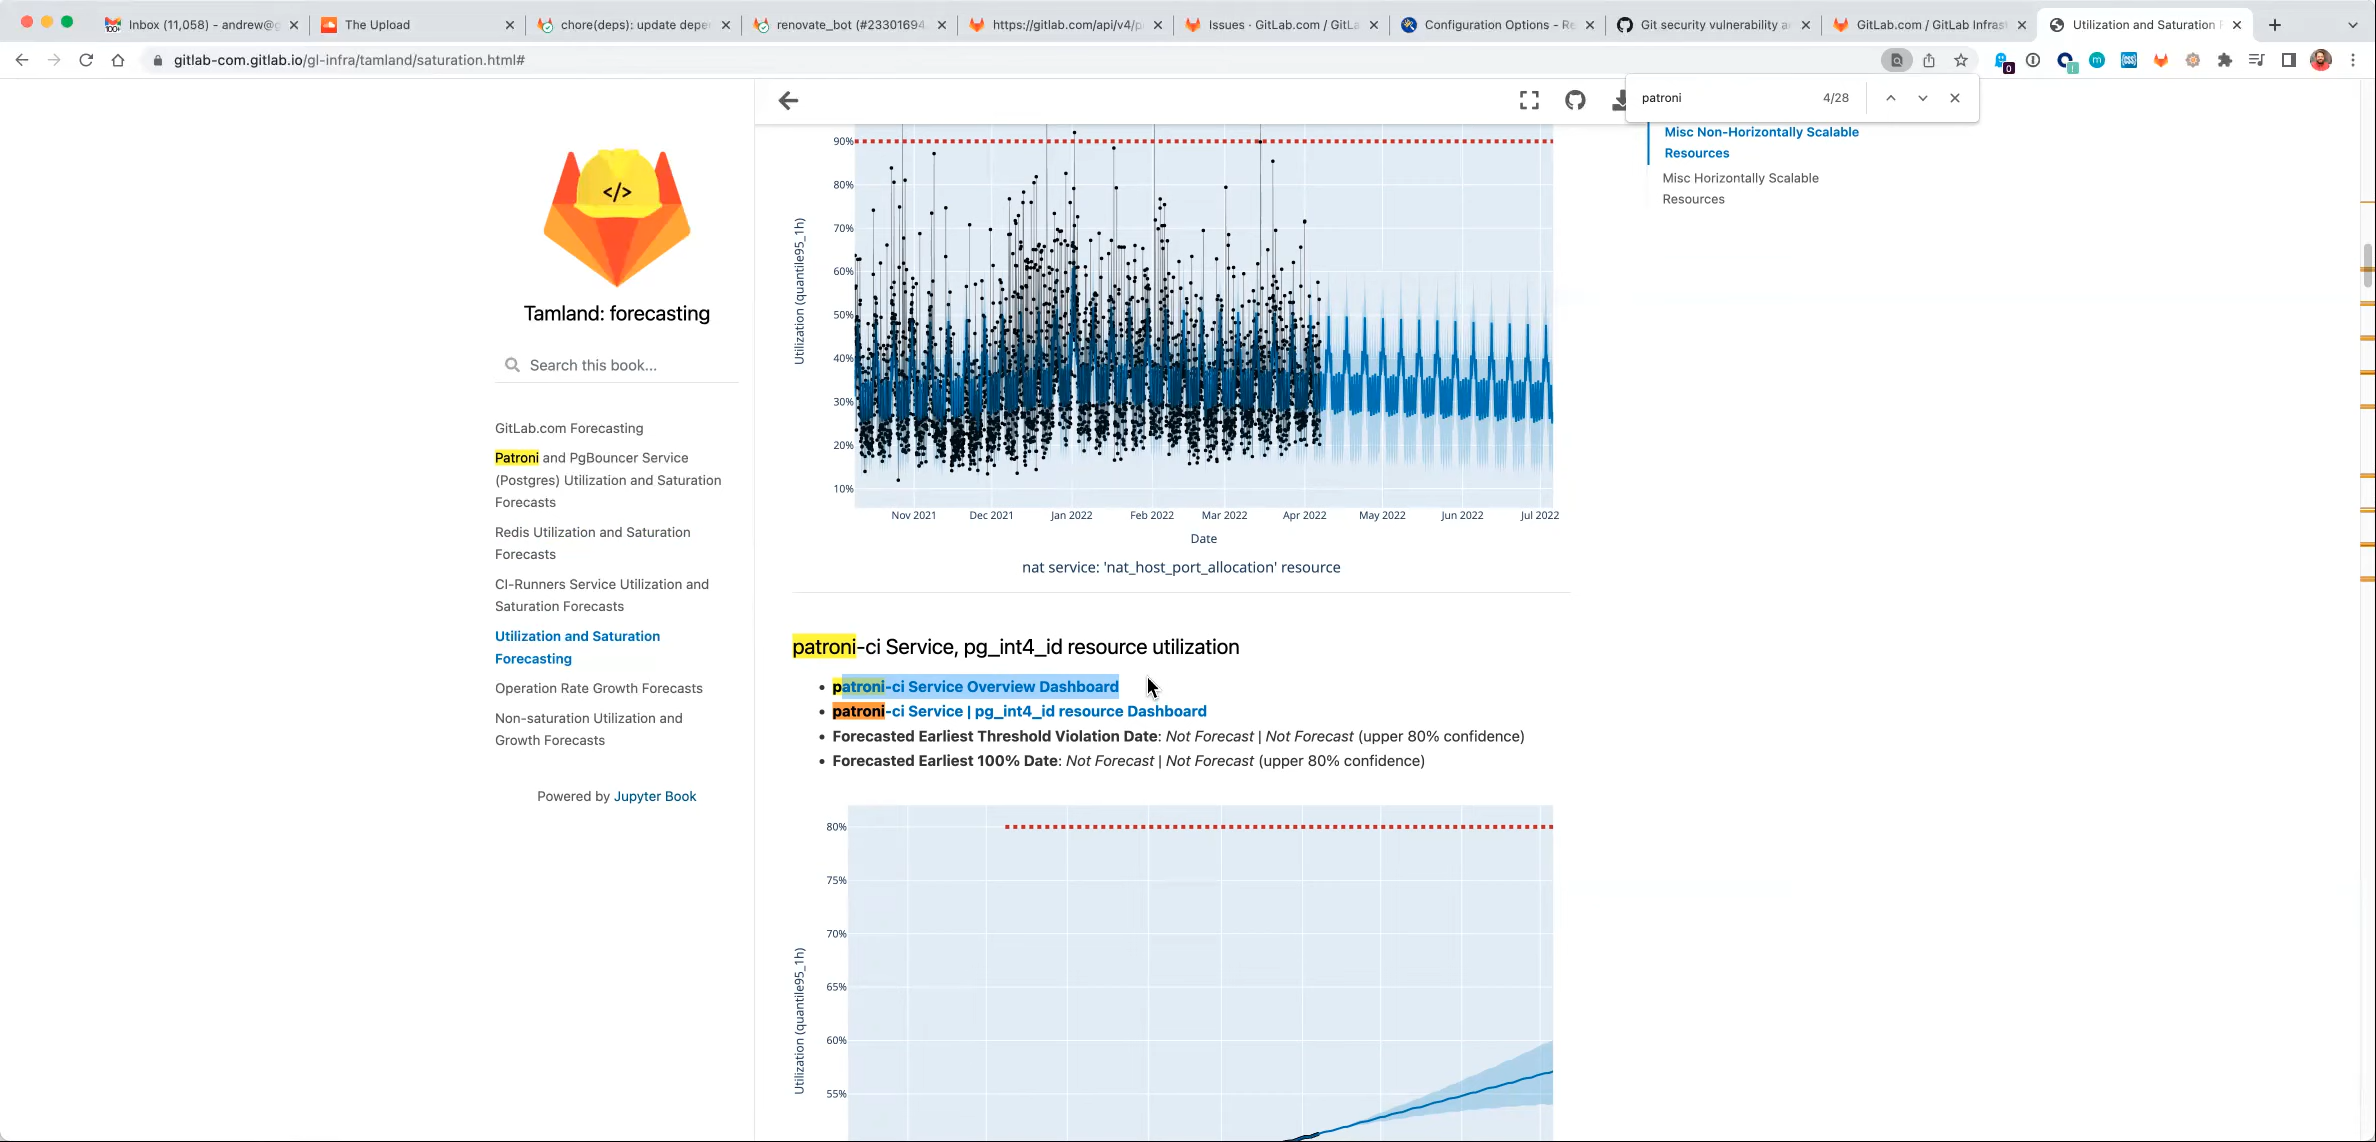 Inbox (11,058) - andrew@g
The Upload
chore(deps): update depe
renovate_bot (#23301694
https://gitlab.com/api/v4/p
Issues · GitLab.com / GitLa
Configuration Options - Re
Git security vulnerability a
GitLab.com / GitLab Infras
Utilization and Saturation F
gitlab-com.gitlab.io/gl-infra/tamland/saturation.html#
patroni
4/28
</>
Tamland: forecasting
Search this book...
GitLab.com Forecasting
Patroni and PgBouncer Service
(Postgres) Utilization and Saturation
Forecasts
Redis Utilization and Saturation
Forecasts
CI-Runners Service Utilization and
Saturation Forecasts
Utilization and Saturation
Forecasting
Operation Rate Growth Forecasts
Non-saturation Utilization and
Growth Forecasts
Powered by Jupyter Book
Misc Non-Horizontally Scalable
Resources
Misc Horizontally Scalable
Resources
90%
80%
70%
60%
50%
40%
30%
20%
10%
Utilization (quantile95_1h)
Nov 2021
Dec 2021
Jan 2022
Feb 2022
Mar 2022
Apr 2022
May 2022
Jun 2022
Jul 2022
Date
nat service: 'nat_host_port_allocation' resource
patroni-ci Service, pg_int4_id resource utilization
patroni-ci Service Overview Dashboard
patroni-ci Service | pg_int4_id resource Dashboard
Forecasted Earliest Threshold Violation Date: Not Forecast | Not Forecast (upper 80% confidence)
Forecasted Earliest 100% Date: Not Forecast | Not Forecast (upper 80% confidence)
80%
75%
70%
65%
60%
55%
Utilization (quantile95_1h)